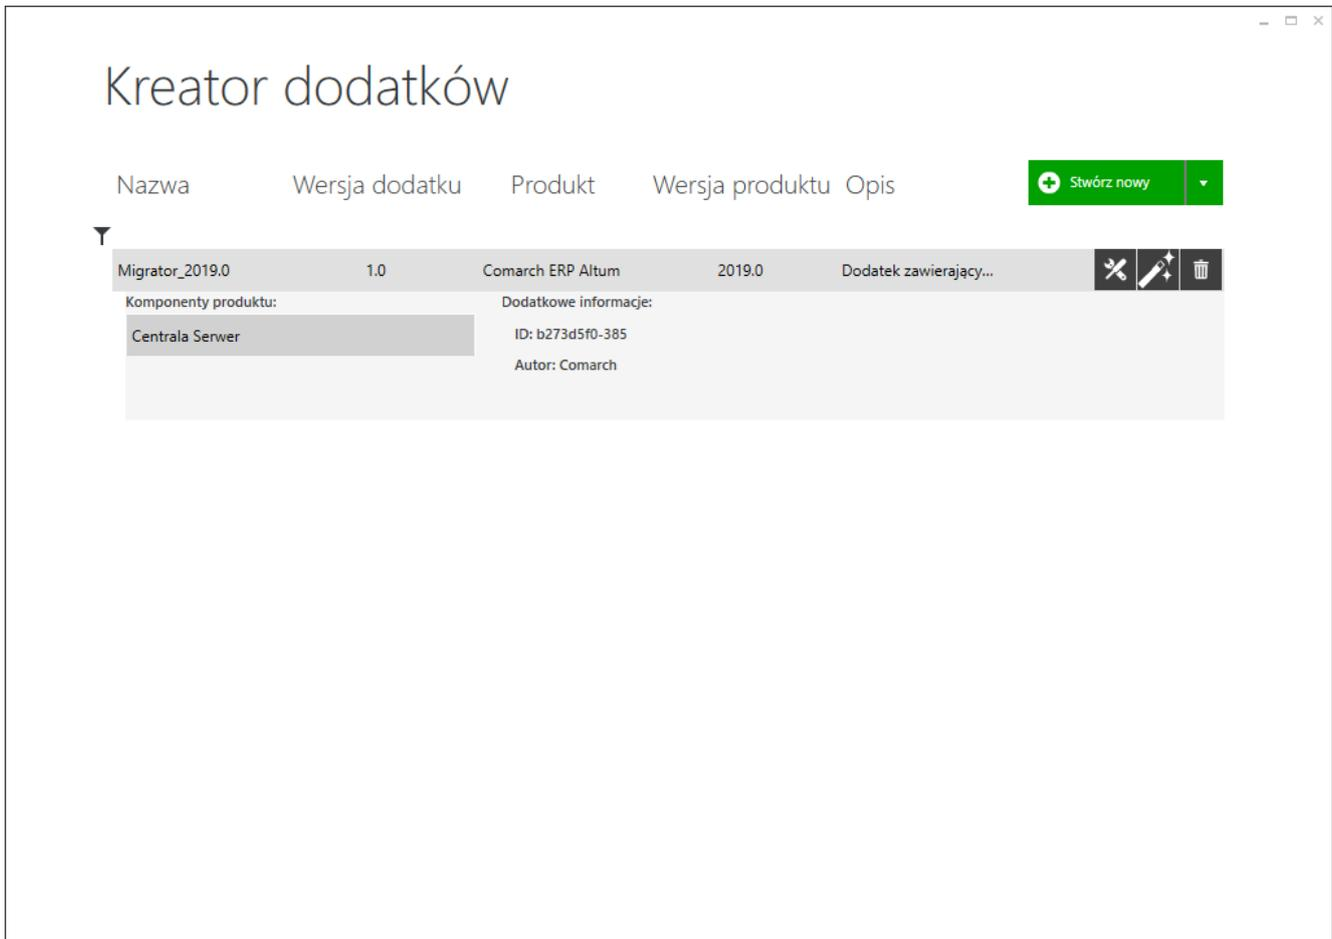 Kreator dodatków
Nazwa Wersja dodatku Produkt Wersja produktu Opis Stwórz nowy
Migrator_2019.0 1.0 Comarch ERP Altum 2019.0 Dodatek zawierający...
Komponenty produktu: Dodatkowe informacje:
Centrala Serwer ID: b273d5f0-385
Autor: Comarch